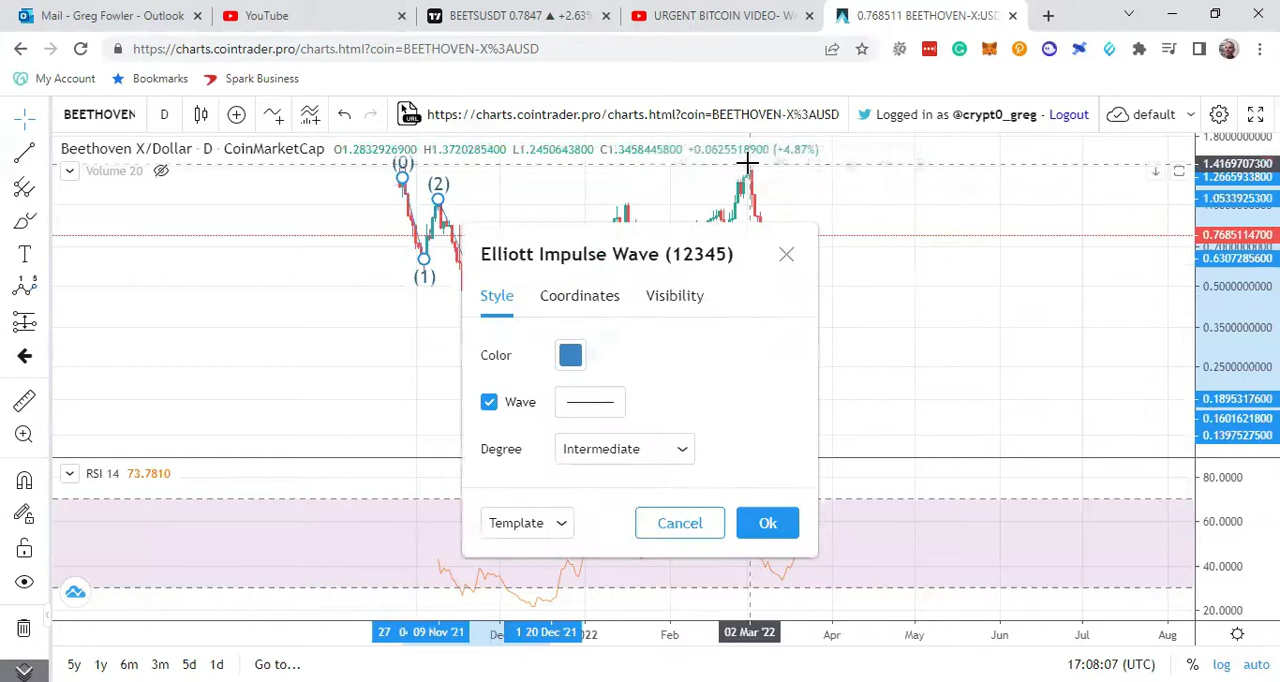 Mail - Greg Fowler - Outlook
YouTube
BEETSUSDT 0.7847 ▲ +2.63%
URGENT BITCOIN VIDEO- W
0.768511 BEETHOVEN-X:USD
https://charts.cointrader.pro/charts.html?coin=BEETHOVEN-X%3AUSD
My Account
Bookmarks
Spark Business
BEETHOVEN
D
URL
https://charts.cointrader.pro/charts.html?coin=BEETHOVEN-X%3AUSD
Logged in as @crypt0_greg - Logout
default
Beethoven X/Dollar · D · CoinMarketCap O1.2832926900 H1.3720285400 L1.2450643800 C1.3458448800 +0.0625518900 (+4.87%)
Volume 20
1.8000000000
1.4169707300
1.2665933800
1.0533925300
0.7685114700
0.6307285600
0.5000000000
0.3500000000
0.2500000000
0.1895317600
0.1601621800
0.1397527500
(0)
(2)
(1)
Elliott Impulse Wave (12345)
Style
Coordinates
Visibility
Color
Wave
Degree
Intermediate
Template
Cancel
Ok
RSI 14 73.7810
80.0000
60.0000
40.0000
20.0000
09 Nov '21
20 Dec '21
2022
Feb
02 Mar '22
Apr
May
Jun
Jul
Aug
5y
1y
6m
3m
5d
1d
Go to...
17:08:07 (UTC)
%
log
auto